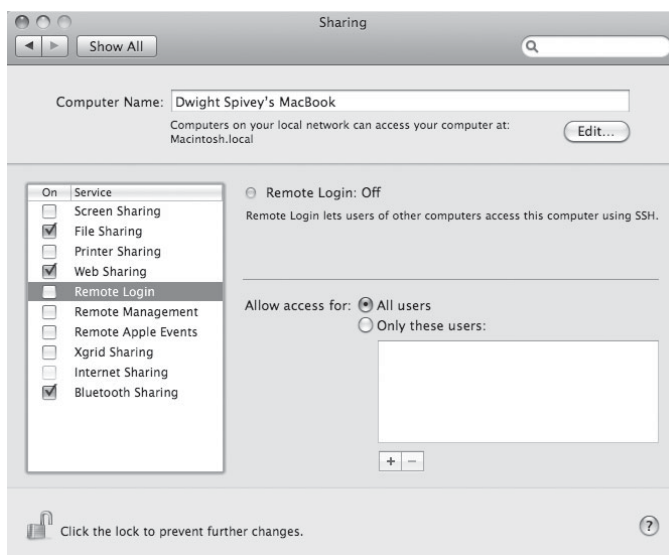 Sharing
Show All
Computer Name: Dwight Spivey's MacBook
Computers on your local network can access your computer at:
Macintosh.local
Edit...
On Service
Screen Sharing
File Sharing
Printer Sharing
Web Sharing
Remote Login
Remote Management
Remote Apple Events
Xgrid Sharing
Internet Sharing
Bluetooth Sharing
Remote Login: Off
Remote Login lets users of other computers access this computer using SSH.
Allow access for: All users
Only these users:
+ −
Click the lock to prevent further changes.
?